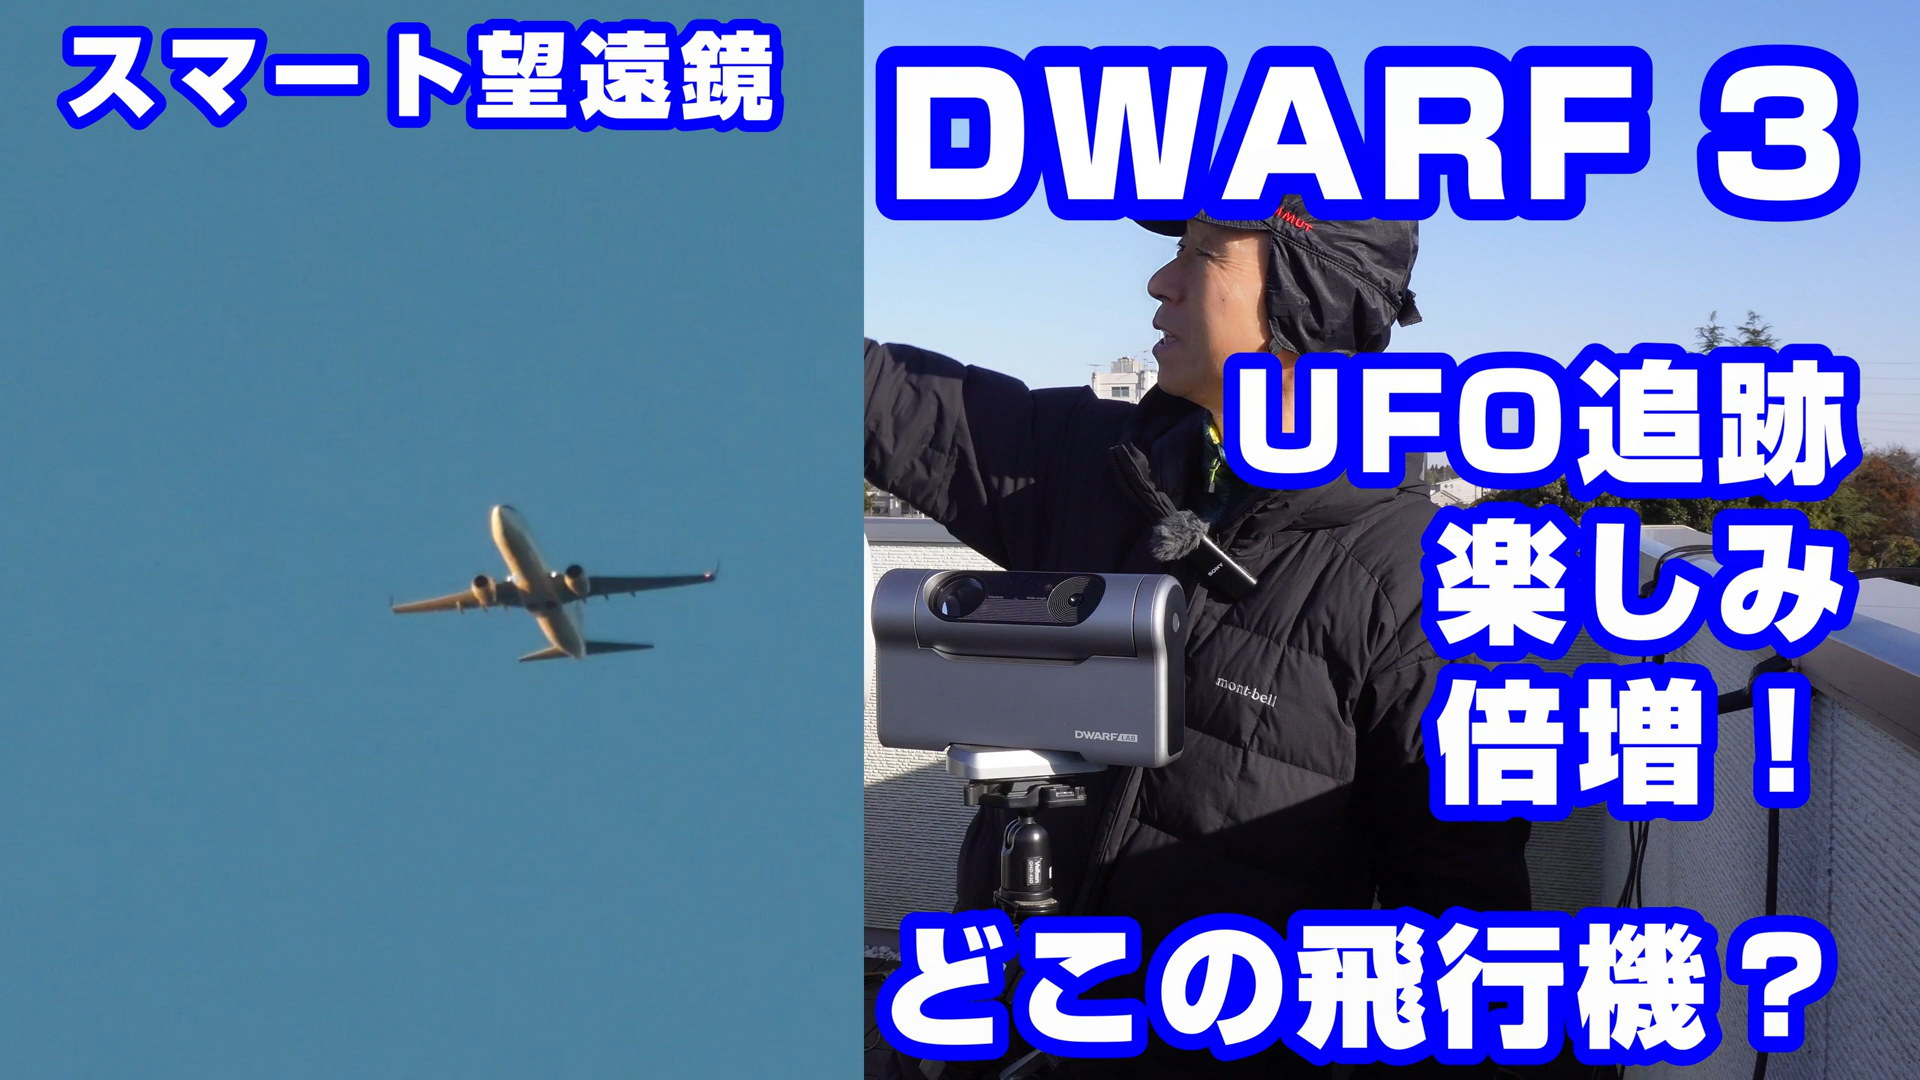 スマート望遠鏡
DWARF 3
UFO追跡
楽しみ
倍増！
どこの飛行機？
SONY
mont-bell
DWARF LAB